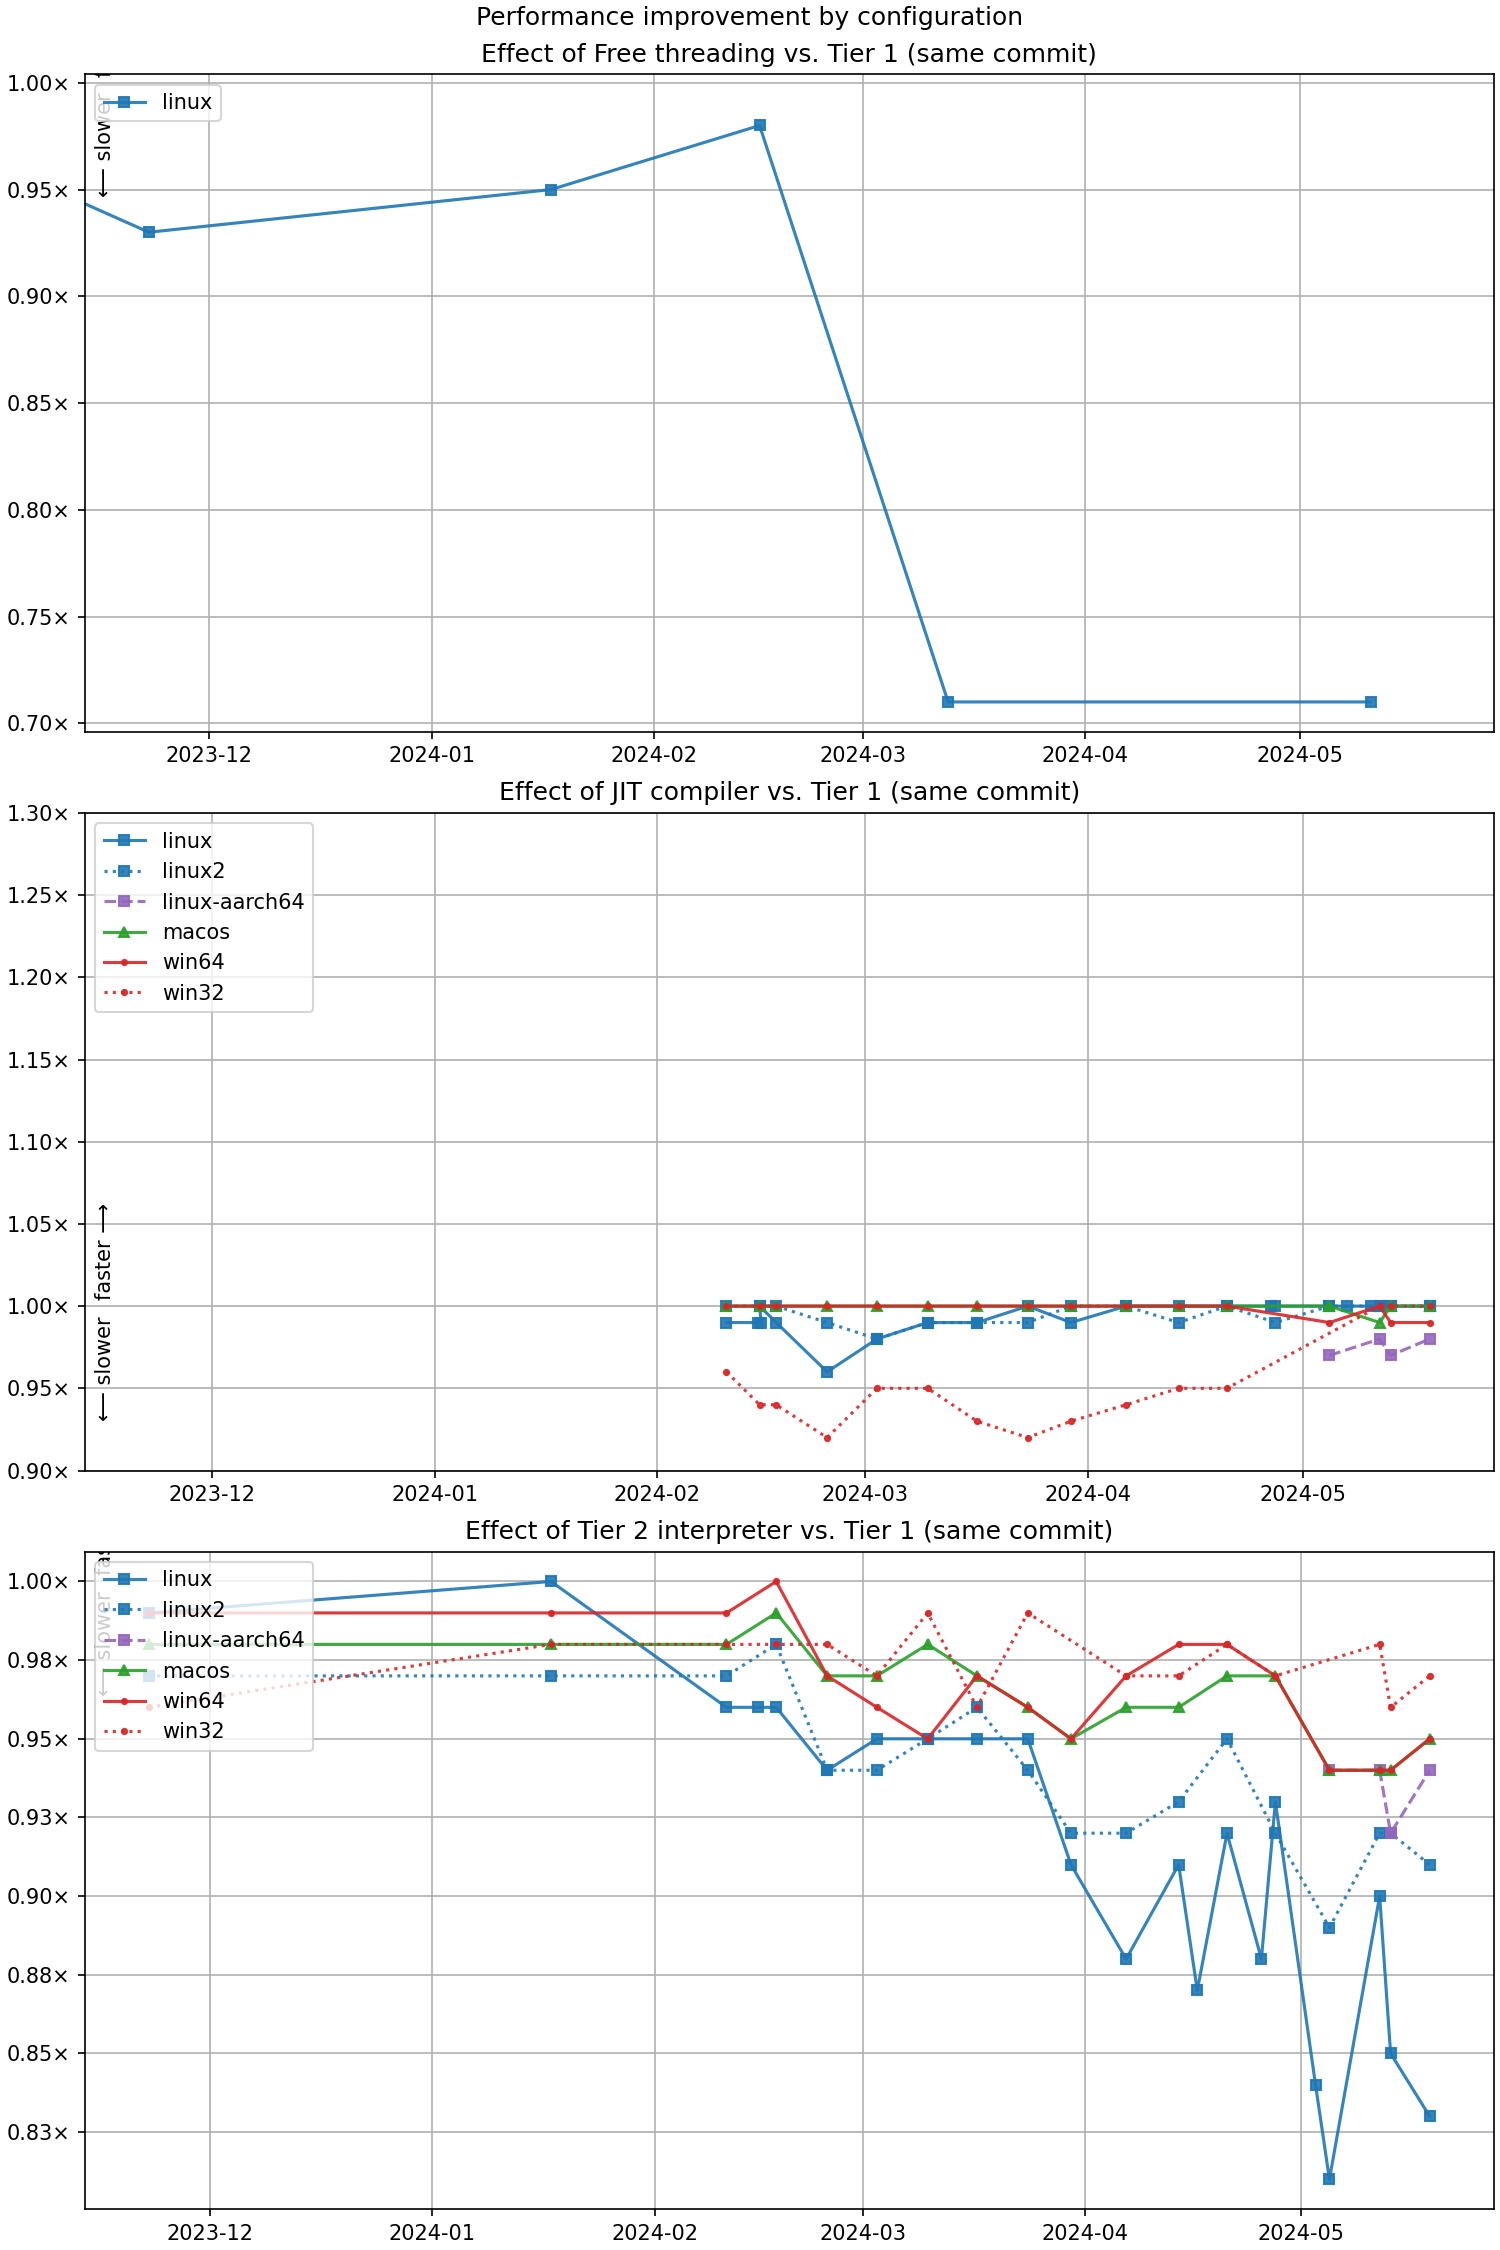 Performance improvement by configuration
Effect of Free threading vs. Tier 1 (same commit)
1.00×
0.95×
0.90×
0.85×
0.80×
0.75×
0.70×
← slower
linux
2023-12
2024-01
2024-02
2024-03
2024-04
2024-05
Effect of JIT compiler vs. Tier 1 (same commit)
1.30×
1.25×
1.20×
1.15×
1.10×
1.05×
1.00×
0.95×
0.90×
← slower faster →
linux
linux2
linux-aarch64
macos
win64
win32
2023-12
2024-01
2024-02
2024-03
2024-04
2024-05
Effect of Tier 2 interpreter vs. Tier 1 (same commit)
1.00×
0.98×
0.95×
0.93×
0.90×
0.88×
0.85×
0.83×
← slower
linux
linux2
linux-aarch64
macos
win64
win32
2023-12
2024-01
2024-02
2024-03
2024-04
2024-05